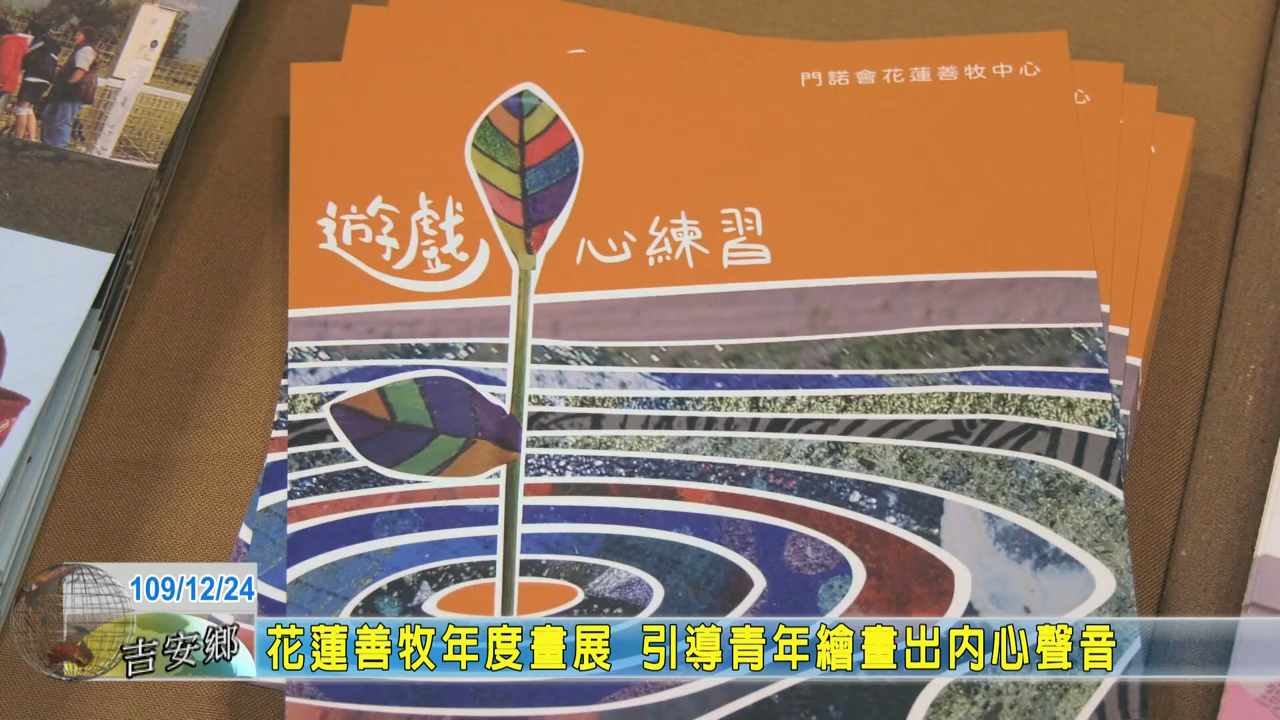 門諾會花蓮善牧中心
心
遊戲心練習
109/12/24
吉安鄉
花蓮善牧年度畫展 引導青年繪畫出内心聲音